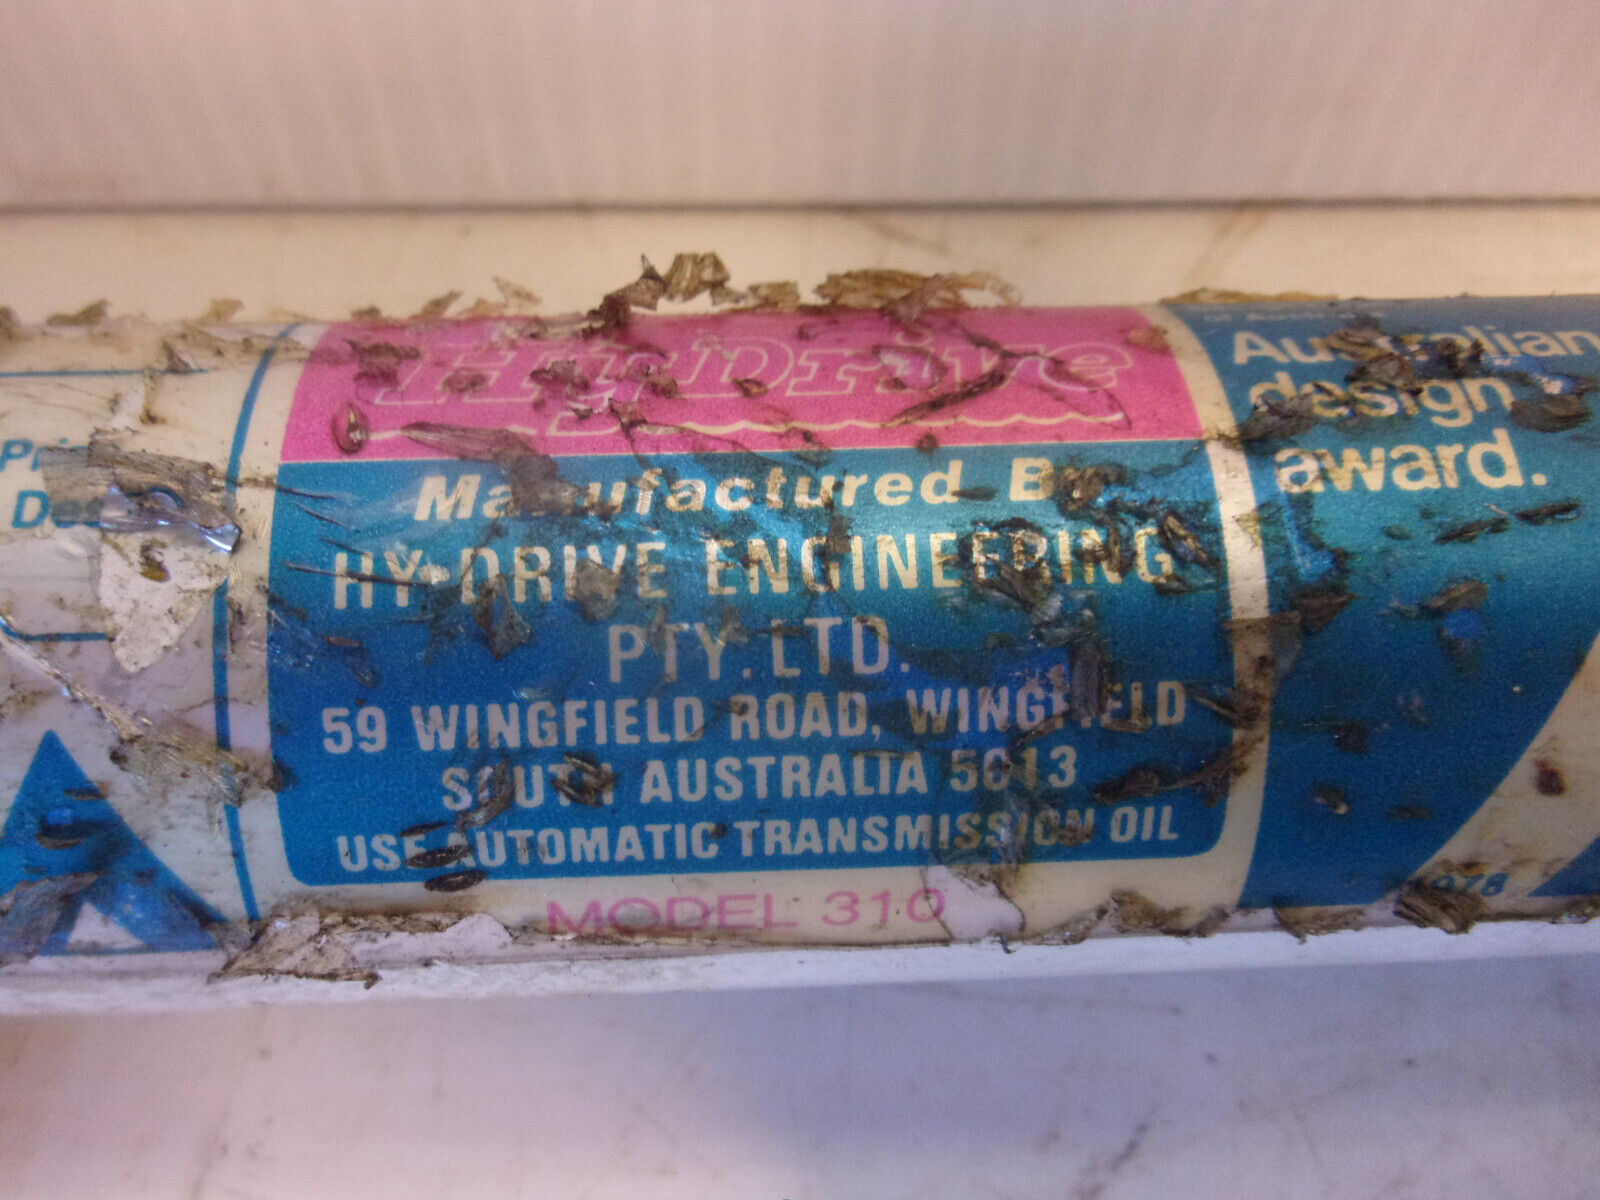 HyDrive
Manufactured By
HY-DRIVE ENGINEERING
PTY. LTD.
59 WINGFIELD ROAD, WINGFIELD
SOUTH AUSTRALIA 5013
USE AUTOMATIC TRANSMISSION OIL
MODEL 310
Australian
design
award.